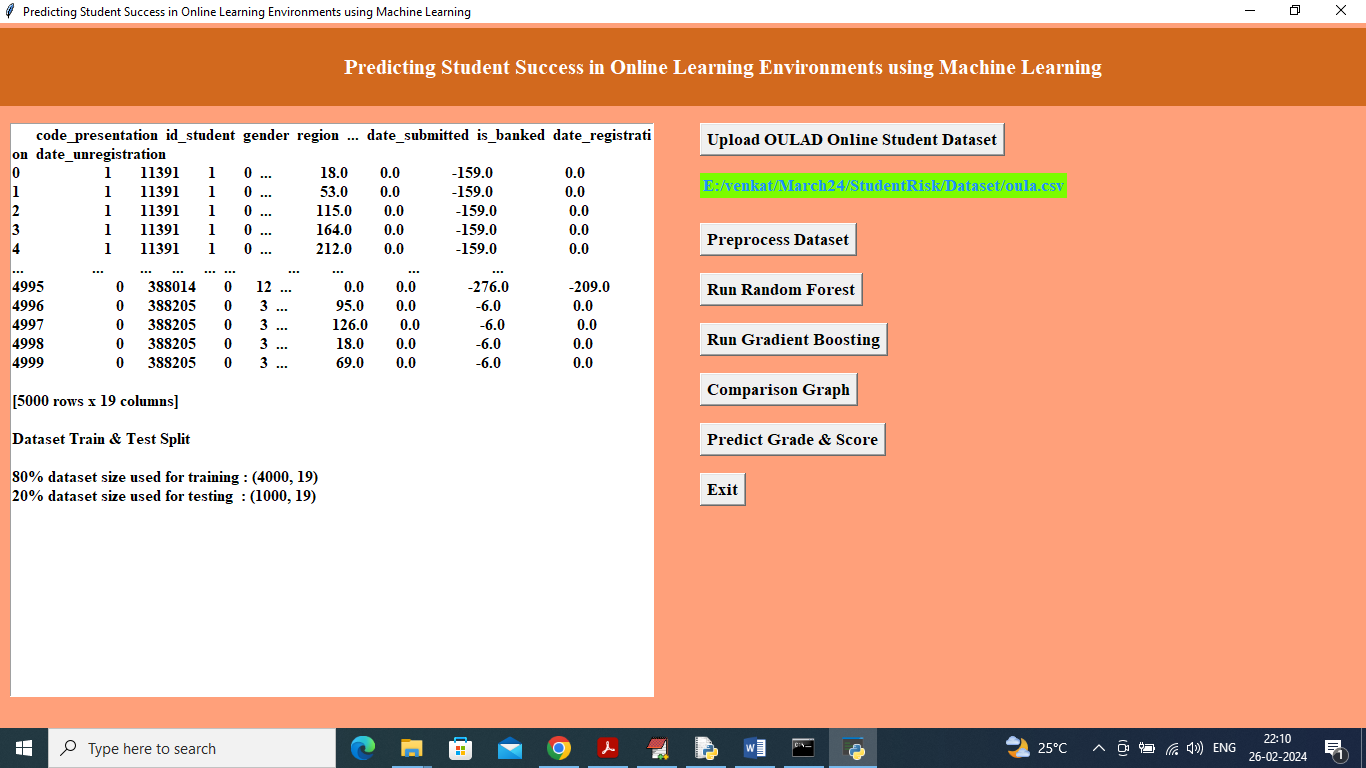 Predicting Student Success in Online Learning Environments using Machine Learning
Predicting Student Success in Online Learning Environments using Machine Learning
code_presentation id_student gender region ... date_submitted is_banked date_registrati
on date_unregistration
0 1 11391 1 0 ... 18.0 0.0 -159.0 0.0
1 1 11391 1 0 ... 53.0 0.0 -159.0 0.0
2 1 11391 1 0 ... 115.0 0.0 -159.0 0.0
3 1 11391 1 0 ... 164.0 0.0 -159.0 0.0
4 1 11391 1 0 ... 212.0 0.0 -159.0 0.0
... ... ... ... ... ... ... ... ... ...
4995 0 388014 0 12 ... 0.0 0.0 -276.0 -209.0
4996 0 388205 0 3 ... 95.0 0.0 -6.0 0.0
4997 0 388205 0 3 ... 126.0 0.0 -6.0 0.0
4998 0 388205 0 3 ... 18.0 0.0 -6.0 0.0
4999 0 388205 0 3 ... 69.0 0.0 -6.0 0.0
[5000 rows x 19 columns]
Dataset Train & Test Split
80% dataset size used for training : (4000, 19)
20% dataset size used for testing : (1000, 19)
Upload OULAD Online Student Dataset
E:/venkat/March24/StudentRisk/Dataset/oula.csv
Preprocess Dataset
Run Random Forest
Run Gradient Boosting
Comparison Graph
Predict Grade & Score
Exit
Type here to search
25°C
ENG
22:10
26-02-2024
1